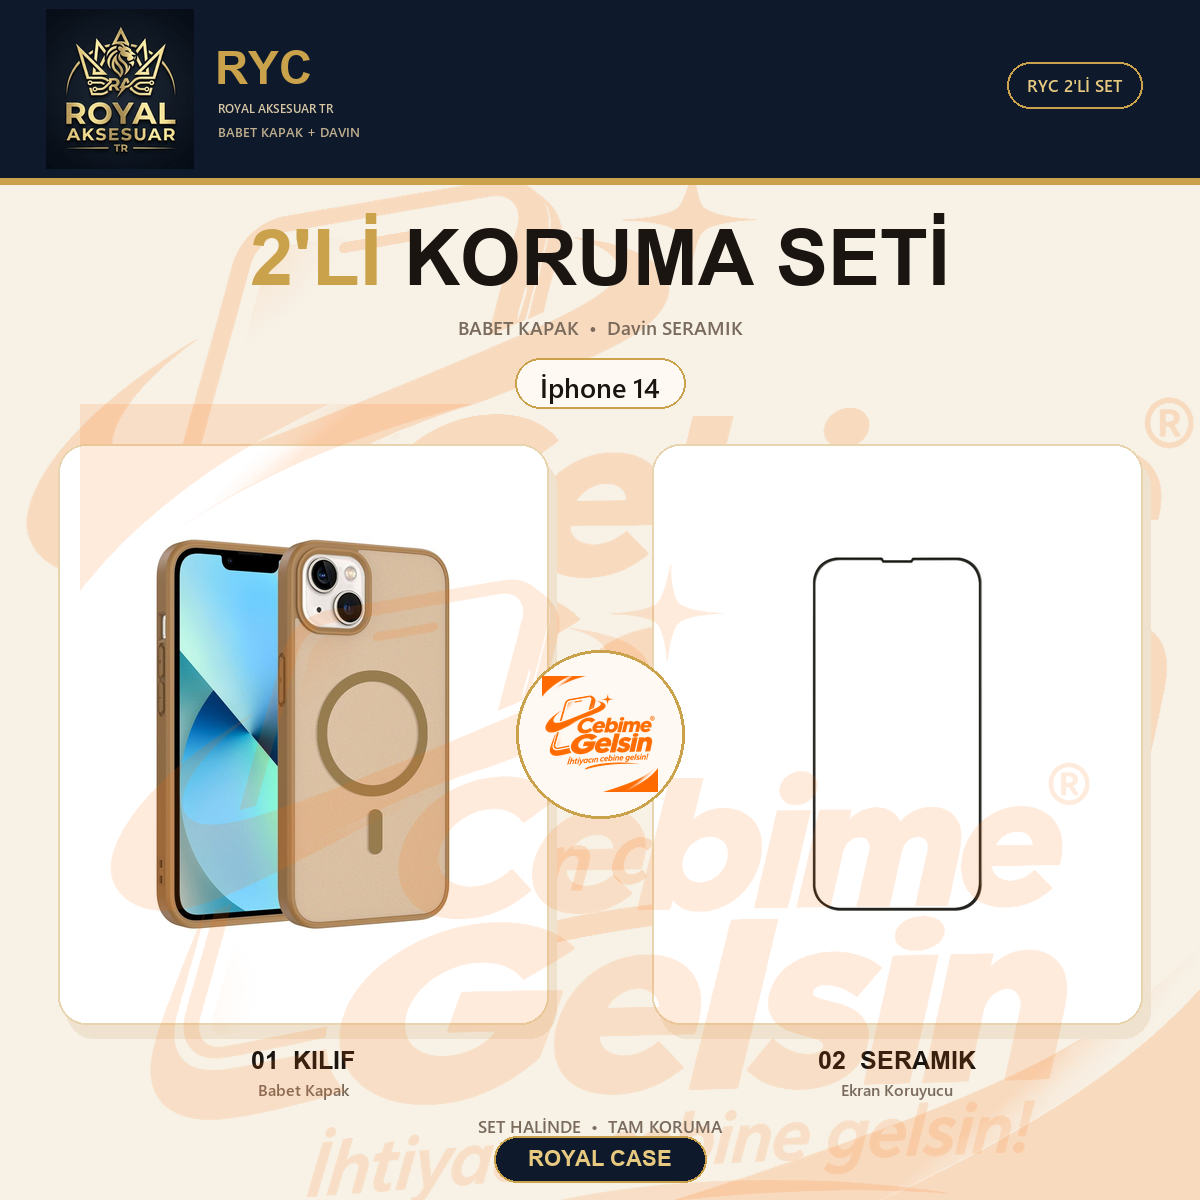 ROYAL
AKSESUAR
TR
RYC
ROYAL AKSESUAR TR
BABET KAPAK + DAVIN
RYC 2'Lİ SET
2'Lİ KORUMA SETİ
BABET KAPAK • Davin SERAMIK
İphone 14
Cebime®
Gelsin
İhtiyacın cebine gelsin!
01 KILIF
Babet Kapak
02 SERAMIK
Ekran Koruyucu
SET HALİNDE • TAM KORUMA
ROYAL CASE
Cebime®
Gelsin